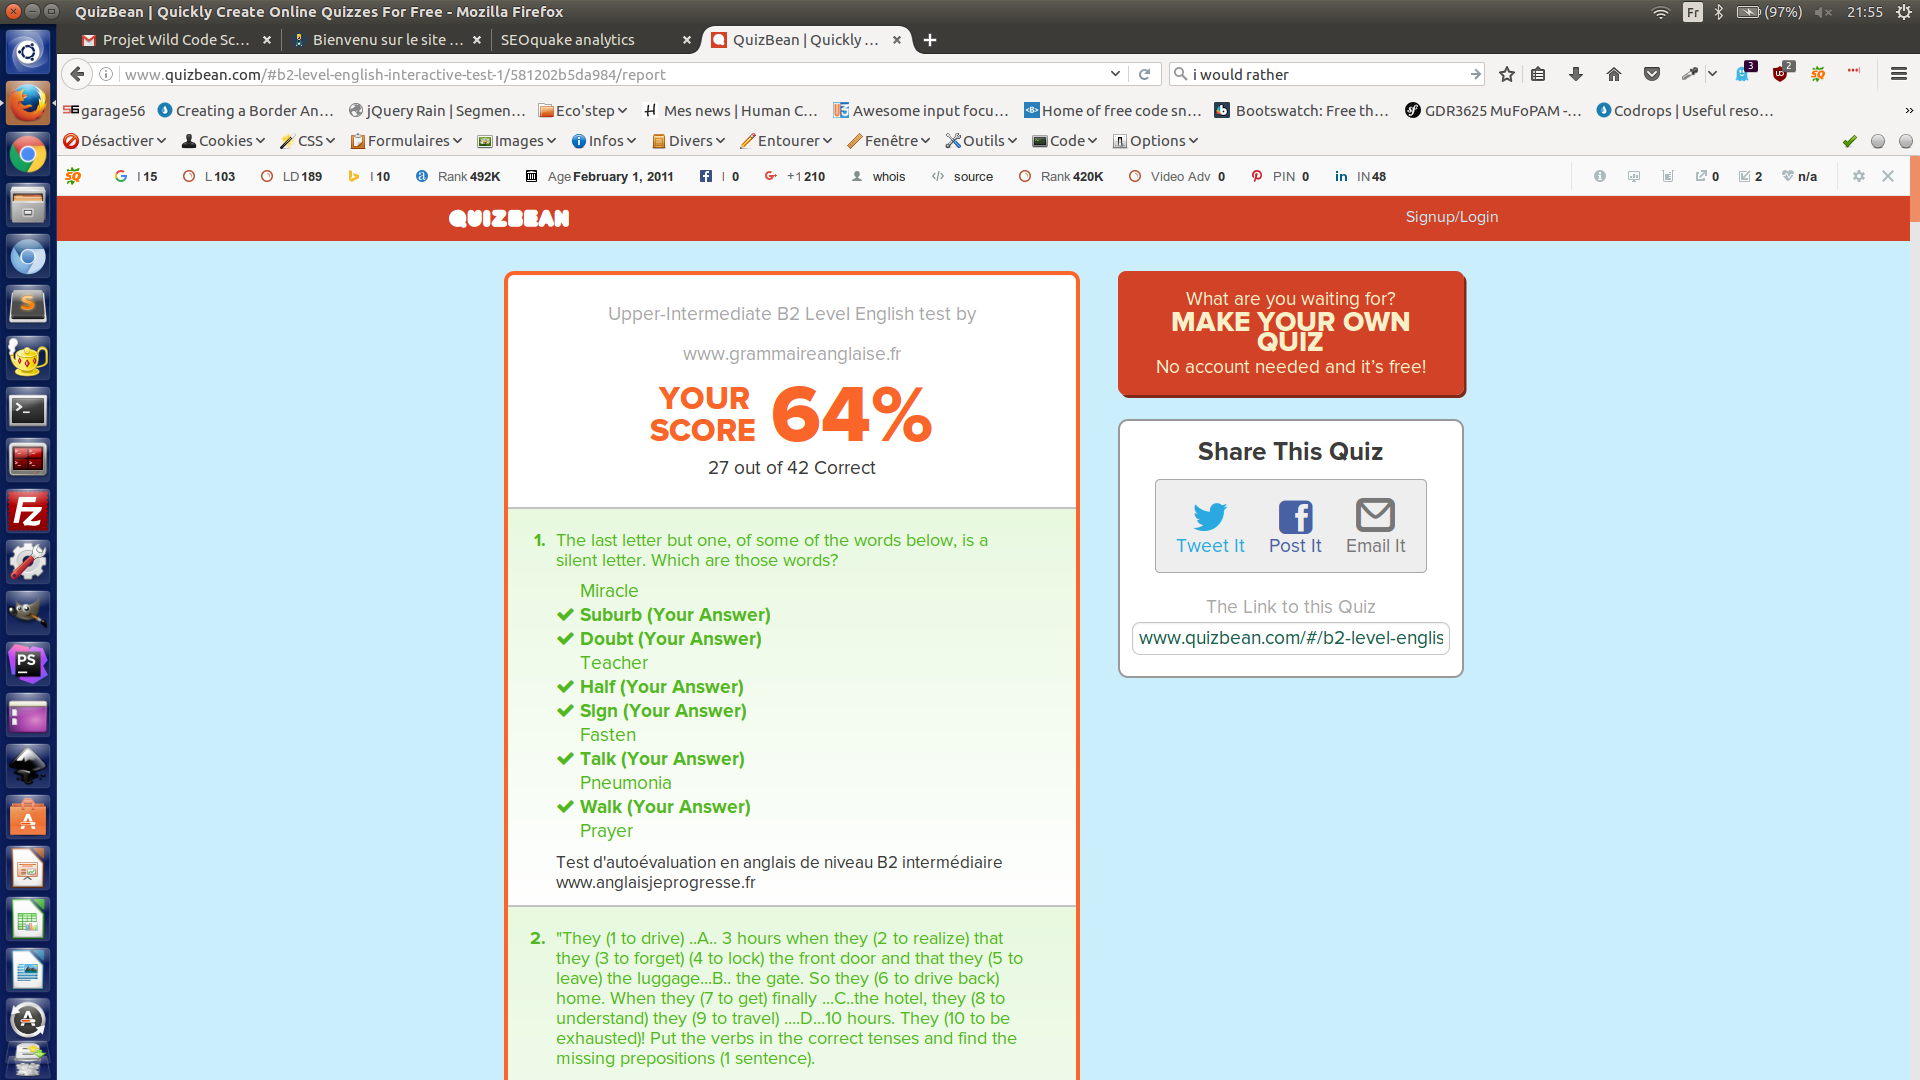 QuizBean | Quickly Create Online Quizzes For Free - Mozilla Firefox
Fr (97%) 21:55
Projet Wild Code Sc... Bienvenu sur le site ... SEOquake analytics QuizBean | Quickly ...
www.quizbean.com/#b2-level-english-interactive-test-1/581202b5da984/report
i would rather
3 2
garage56 Creating a Border An... jQuery Rain | Segmen... Eco'step Mes news | Human C... Awesome input focu... Home of free code sn... Bootswatch: Free th... GDR3625 MuFoPAM -... Codrops | Useful reso...
Désactiver Cookies CSS Formulaires Images Infos Divers Entourer Fenêtre Outils Code Options
I 15 L 103 LD 189 I 10 Rank 492K Age February 1, 2011 I 0 +1 210 whois source Rank 420K Video Adv 0 PIN 0 IN 48 0 2 n/a
QUIZBEAN
Signup/Login
Upper-Intermediate B2 Level English test by
www.grammaireanglaise.fr
YOUR
SCORE
64%
27 out of 42 Correct
1. The last letter but one, of some of the words below, is a
silent letter. Which are those words?
Miracle
Suburb (Your Answer)
Doubt (Your Answer)
Teacher
Half (Your Answer)
Sign (Your Answer)
Fasten
Talk (Your Answer)
Pneumonia
Walk (Your Answer)
Prayer
Test d'autoévaluation en anglais de niveau B2 intermédiaire
www.anglaisjeprogresse.fr
2. "They (1 to drive) ..A.. 3 hours when they (2 to realize) that
they (3 to forget) (4 to lock) the front door and that they (5 to
leave) the luggage...B.. the gate. So they (6 to drive back)
home. When they (7 to get) finally ...C..the hotel, they (8 to
understand) they (9 to travel) ....D...10 hours. They (10 to be
exhausted)! Put the verbs in the correct tenses and find the
missing prepositions (1 sentence).
What are you waiting for?
MAKE YOUR OWN
QUIZ
No account needed and it's free!
Share This Quiz
Tweet It Post It Email It
The Link to this Quiz
www.quizbean.com/#/b2-level-englis